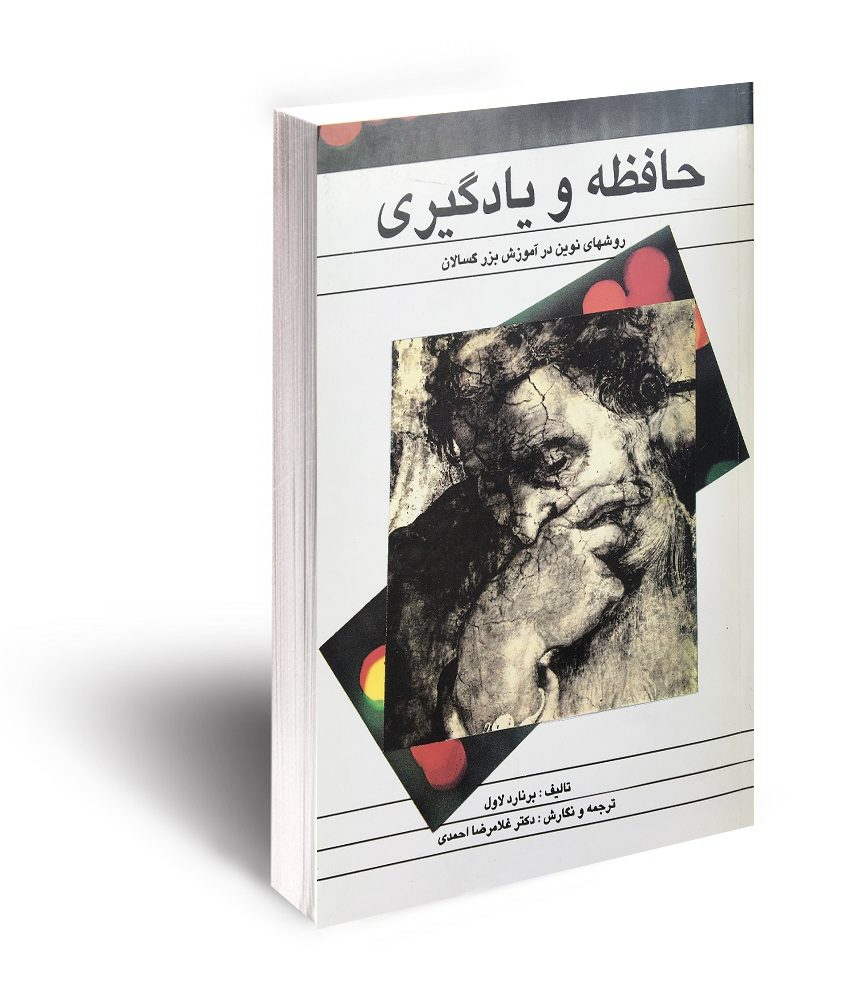 حافظه و یادگیری
روشهای نوین در آموزش بزرگسالان
تالیف : برنارد لاول
ترجمه و نگارش : دکتر غلامرضا احمدی